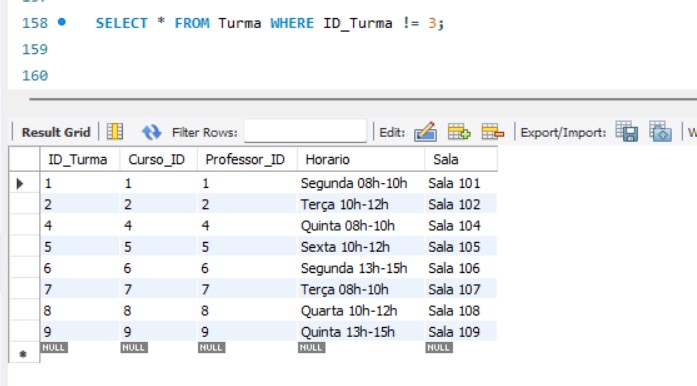 158 SELECT * FROM Turma WHERE ID_Turma != 3;
159
160
Result Grid Filter Rows: Edit: Export/Import: W
ID_Turma Curso_ID Professor_ID Horario Sala
1 1 1 Segunda 08h-10h Sala 101
2 2 2 Terça 10h-12h Sala 102
4 4 4 Quinta 08h-10h Sala 104
5 5 5 Sexta 10h-12h Sala 105
6 6 6 Segunda 13h-15h Sala 106
7 7 7 Terça 08h-10h Sala 107
8 8 8 Quarta 10h-12h Sala 108
9 9 9 Quinta 13h-15h Sala 109
NULL NULL NULL NULL NULL